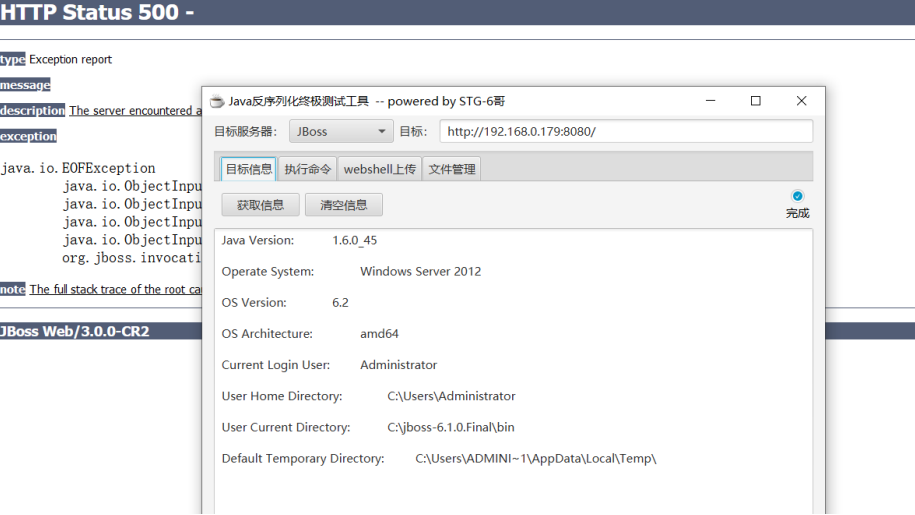 HTTP Status 500 -
type Exception report
message
description The server encountered a
exception
java.io.EOFException
java.io.ObjectInpu
java.io.ObjectInpu
java.io.ObjectInpu
java.io.ObjectInpu
org.jboss.invocati
note The full stack trace of the root cau
JBoss Web/3.0.0-CR2
Java反序列化终极测试工具 -- powered by STG-6哥
目标服务器： JBoss 目标： http://192.168.0.179:8080/
目标信息 执行命令 webshell上传 文件管理
获取信息 清空信息 完成
Java Version: 1.6.0_45
Operate System: Windows Server 2012
OS Version: 6.2
OS Architecture: amd64
Current Login User: Administrator
User Home Directory: C:\Users\Administrator
User Current Directory: C:\jboss-6.1.0.Final\bin
Default Temporary Directory: C:\Users\ADMINI~1\AppData\Local\Temp\